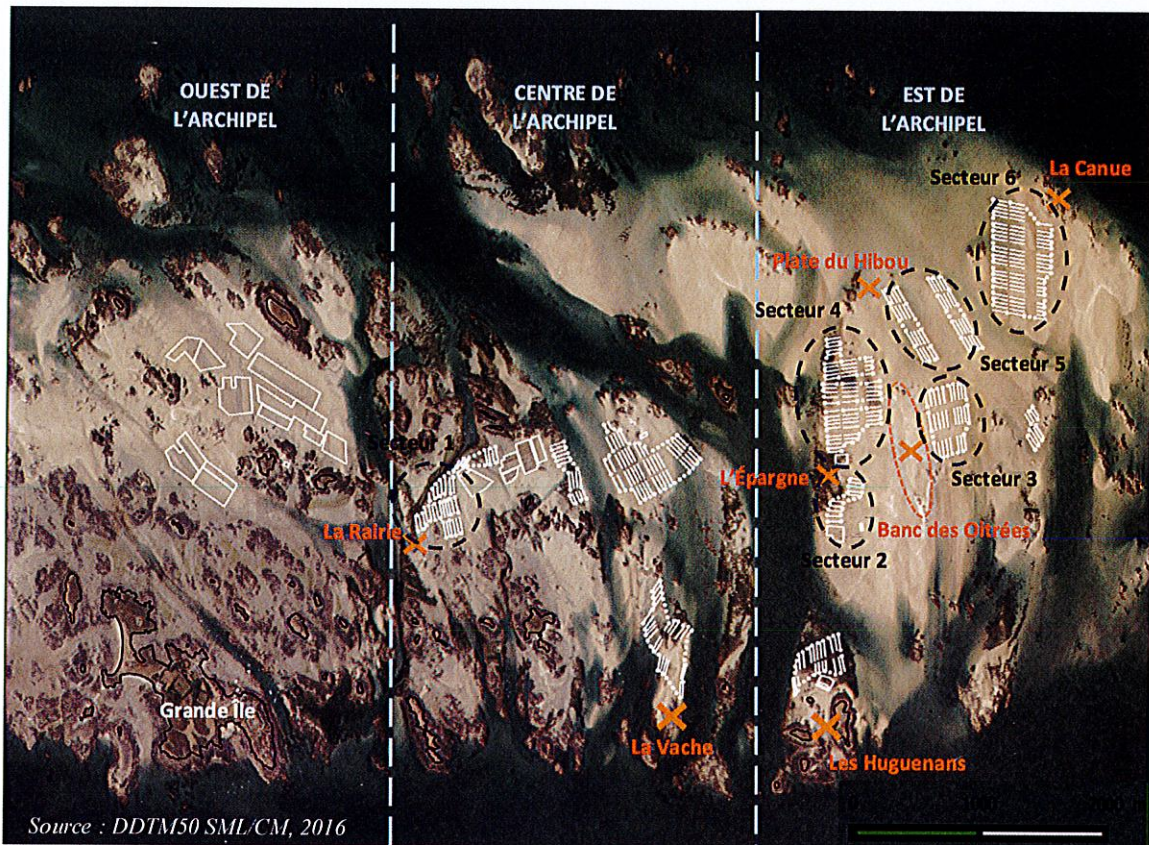 OUEST DE
L'ARCHIPEL
CENTRE DE
L'ARCHIPEL
EST DE
L'ARCHIPEL
La Canue
Secteur 6
Plate du Hibou
Secteur 4
Secteur 5
Secteur 1
L'Épargne
Secteur 3
La Rairie
Banc des Oitrées
Secteur 2
Grande Île
La Vache
Les Huguenans
Source : DDTM50 SML/CM, 2016